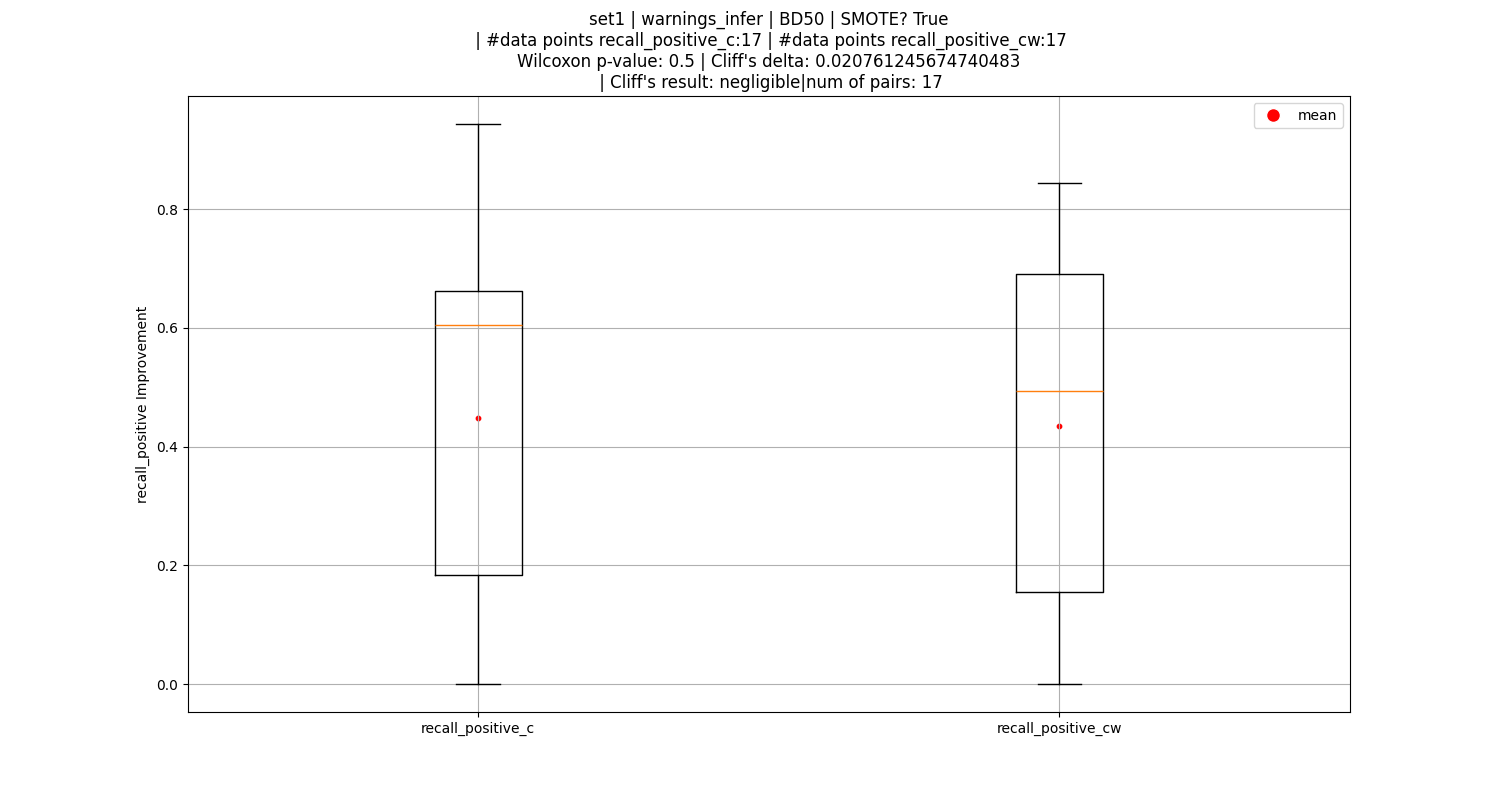 set1 | warnings_infer | BD50 | SMOTE? True
| #data points recall_positive_c:17 | #data points recall_positive_cw:17
Wilcoxon p-value: 0.5 | Cliff's delta: 0.020761245674740483
| Cliff's result: negligible|num of pairs: 17
mean
recall_positive Improvement
0.8
0.6
0.4
0.2
0.0
recall_positive_c
recall_positive_cw